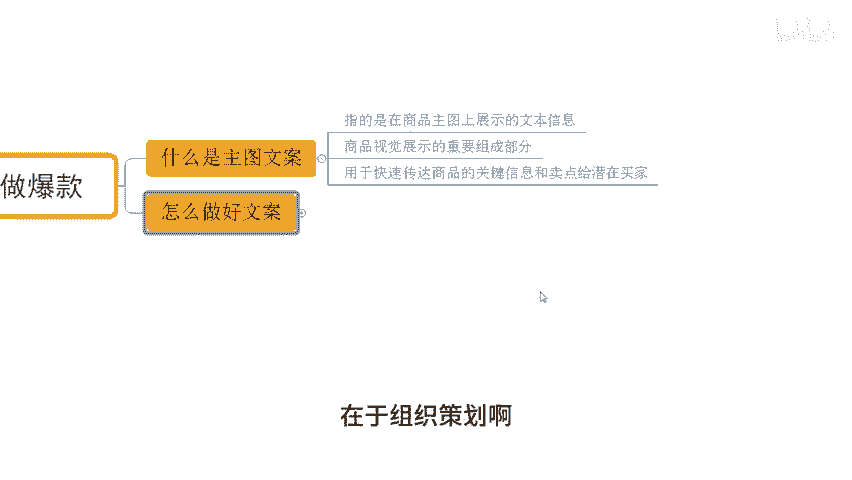 指的是在商品主图上展示的文本信息
什么是主图文案
商品视觉展示的重要组成部分
用于快速传达商品的关键信息和卖点给潜在买家
做爆款
怎么做好文案
在于组织策划啊